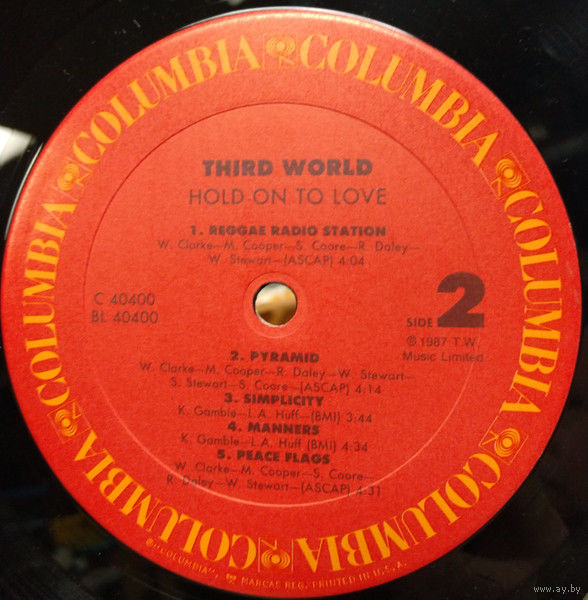 COLUMBIA COLUMBIA COLUMBIA COLUMBIA COLUMBIA COLUMBIA COLUMBIA
THIRD WORLD
HOLD ON TO LOVE
1. REGGAE RADIO STATION
W. Clarke—M. Cooper—S. Coore—R. Daley—
W. Stewart—(ASCAP) 4:04
C 40400
BL 40400
SIDE 2
℗ 1987 T.W.
Music Limited
2. PYRAMID
W. Clarke—M. Cooper—R. Daley—W. Stewart—
S. Stewart—S. Coore—(ASCAP) 4:14
3. SIMPLICITY
K. Gamble—L.A. Huff—(BMI) 3:44
4. MANNERS
K. Gamble—L.A. Huff (BMI) 4:34
5. PEACE FLAGS
W. Clarke—M. Cooper—S. Coore—
R. Daley—W. Stewart—(ASCAP) 4:31
® "COLUMBIA", MARCAS REG. PRINTED IN U.S.A.
www.ay.by